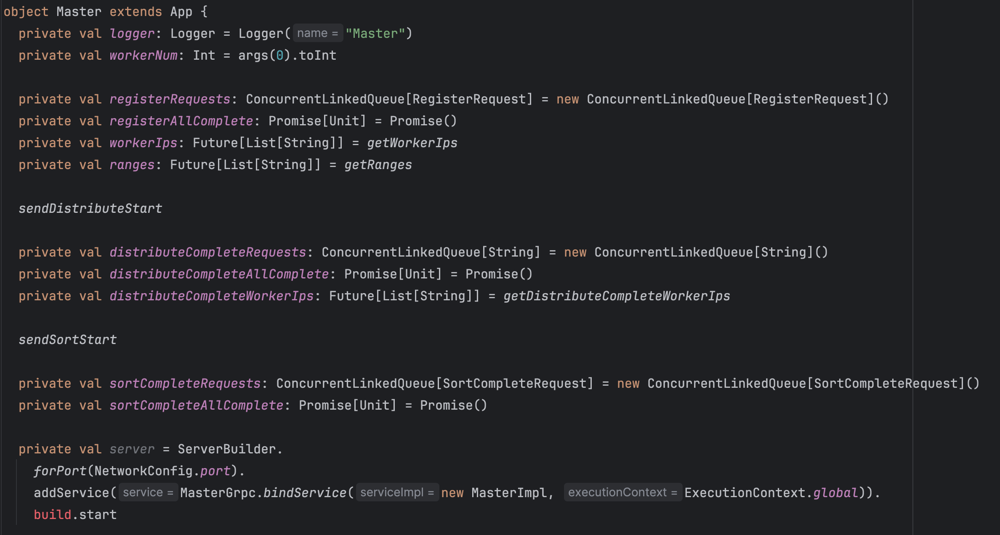 object Master extends App {
private val logger: Logger = Logger( name = "Master")
private val workerNum: Int = args(0).toInt
private val registerRequests: ConcurrentLinkedQueue[RegisterRequest] = new ConcurrentLinkedQueue[RegisterRequest]()
private val registerAllComplete: Promise[Unit] = Promise()
private val workerIps: Future[List[String]] = getWorkerIps
private val ranges: Future[List[String]] = getRanges
sendDistributeStart
private val distributeCompleteRequests: ConcurrentLinkedQueue[String] = new ConcurrentLinkedQueue[String]()
private val distributeCompleteAllComplete: Promise[Unit] = Promise()
private val distributeCompleteWorkerIps: Future[List[String]] = getDistributeCompleteWorkerIps
sendSortStart
private val sortCompleteRequests: ConcurrentLinkedQueue[SortCompleteRequest] = new ConcurrentLinkedQueue[SortCompleteRequest]()
private val sortCompleteAllComplete: Promise[Unit] = Promise()
private val server = ServerBuilder.
forPort(NetworkConfig.port).
addService( service = MasterGrpc.bindService( serviceImpl = new MasterImpl, executionContext = ExecutionContext.global)).
build.start